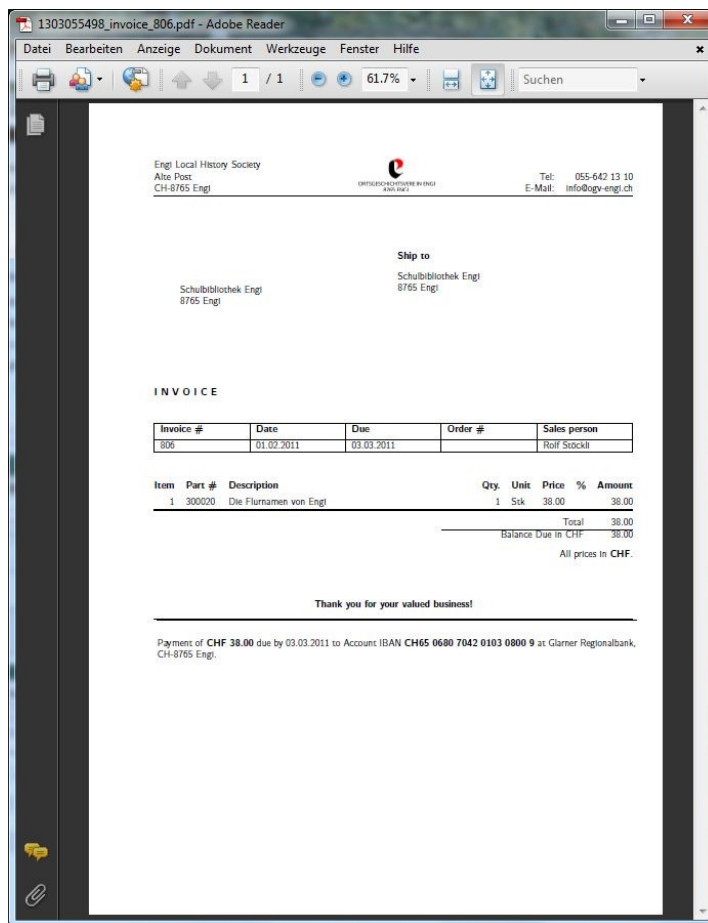 1303055498_invoice_806.pdf - Adobe Reader
Datei Bearbeiten Anzeige Dokument Werkzeuge Fenster Hilfe
1 / 1 61.7% Suchen
Engi Local History Society
Alte Post
CH-8765 Engi
ORTSGESCHICHTSVEREIN ENGI
8765 ENGI
Tel: 055-642 13 10
E-Mail: info@ogv-engi.ch
Ship to
Schulbibliothek Engi
8765 Engi
Schulbibliothek Engi
8765 Engi
INVOICE
Invoice # Date Due Order # Sales person
806 01.02.2011 03.03.2011 Rolf Stöckli
Item Part # Description Qty. Unit Price % Amount
1 300020 Die Flurnamen von Engi 1 Stk 38.00 38.00
Total 38.00
Balance Due in CHF 38.00
All prices in CHF.
Thank you for your valued business!
Payment of CHF 38.00 due by 03.03.2011 to Account IBAN CH65 0680 7042 0103 0800 9 at Glarner Regionalbank,
CH-8765 Engi.